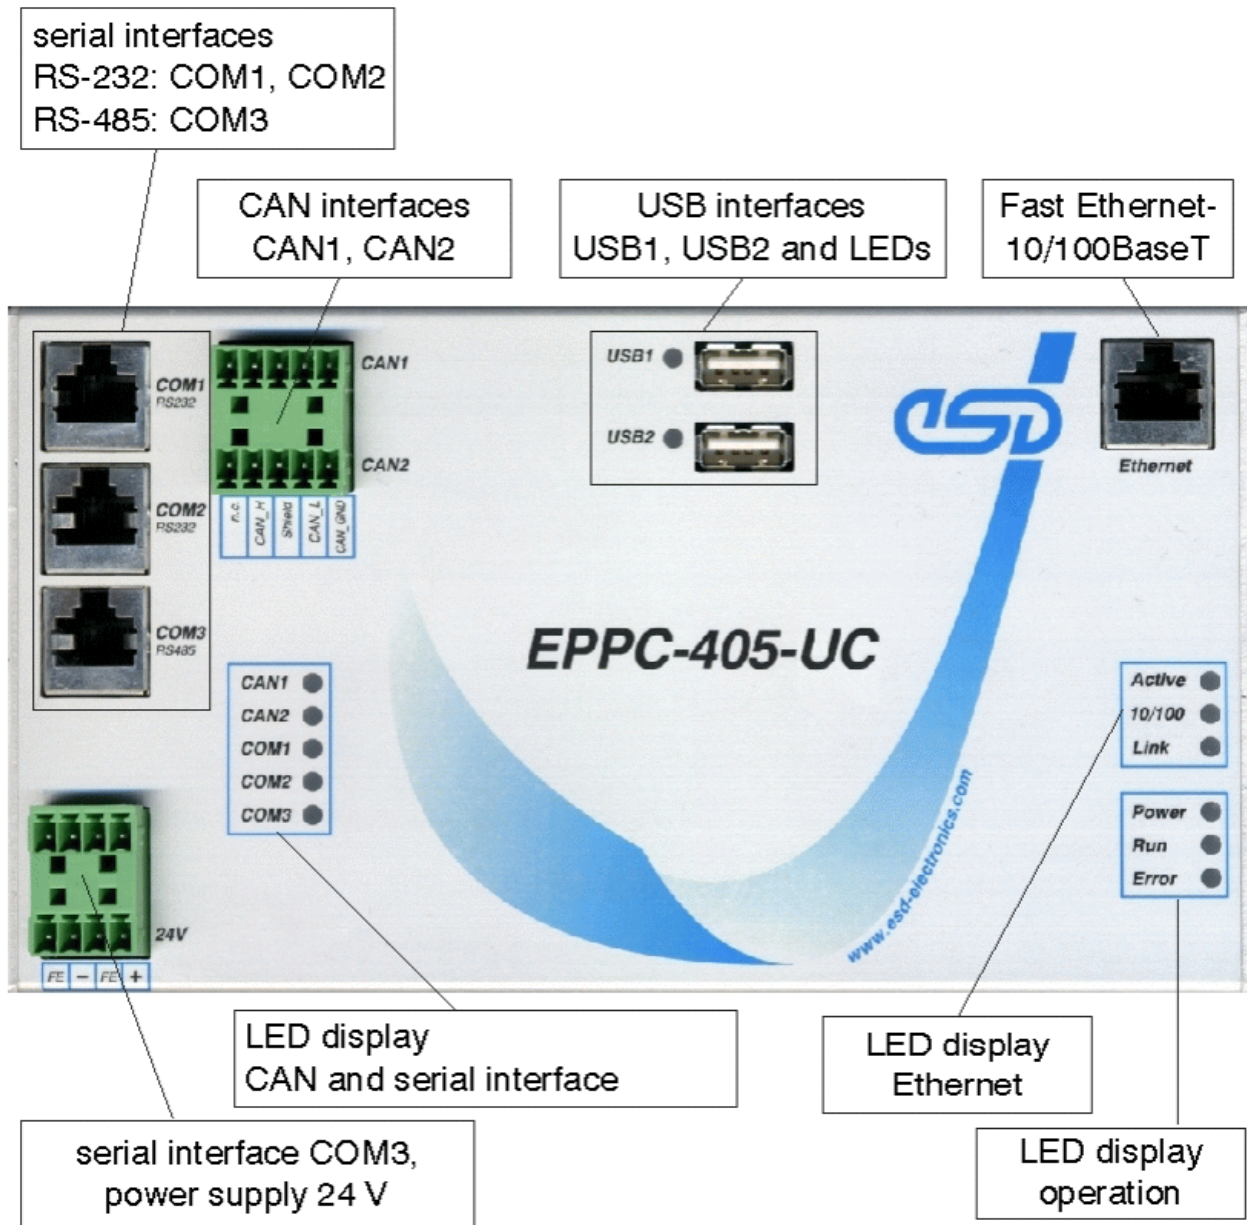 serial interfaces
RS-232: COM1, COM2
RS-485: COM3
CAN interfaces
CAN1, CAN2
USB interfaces
USB1, USB2 and LEDs
Fast Ethernet-
10/100BaseT
COM1
RS232
CAN1
CAN2
n.c.
CAN_H
Shield
CAN_L
CAN_GND
USB1
USB2
esd
Ethernet
COM2
RS232
COM3
RS485
EPPC-405-UC
CAN1
CAN2
COM1
COM2
COM3
Active
10/100
Link
Power
Run
Error
www.esd-electronics.com
24V
FE - FE +
LED display
CAN and serial interface
LED display
Ethernet
serial interface COM3,
power supply 24 V
LED display
operation